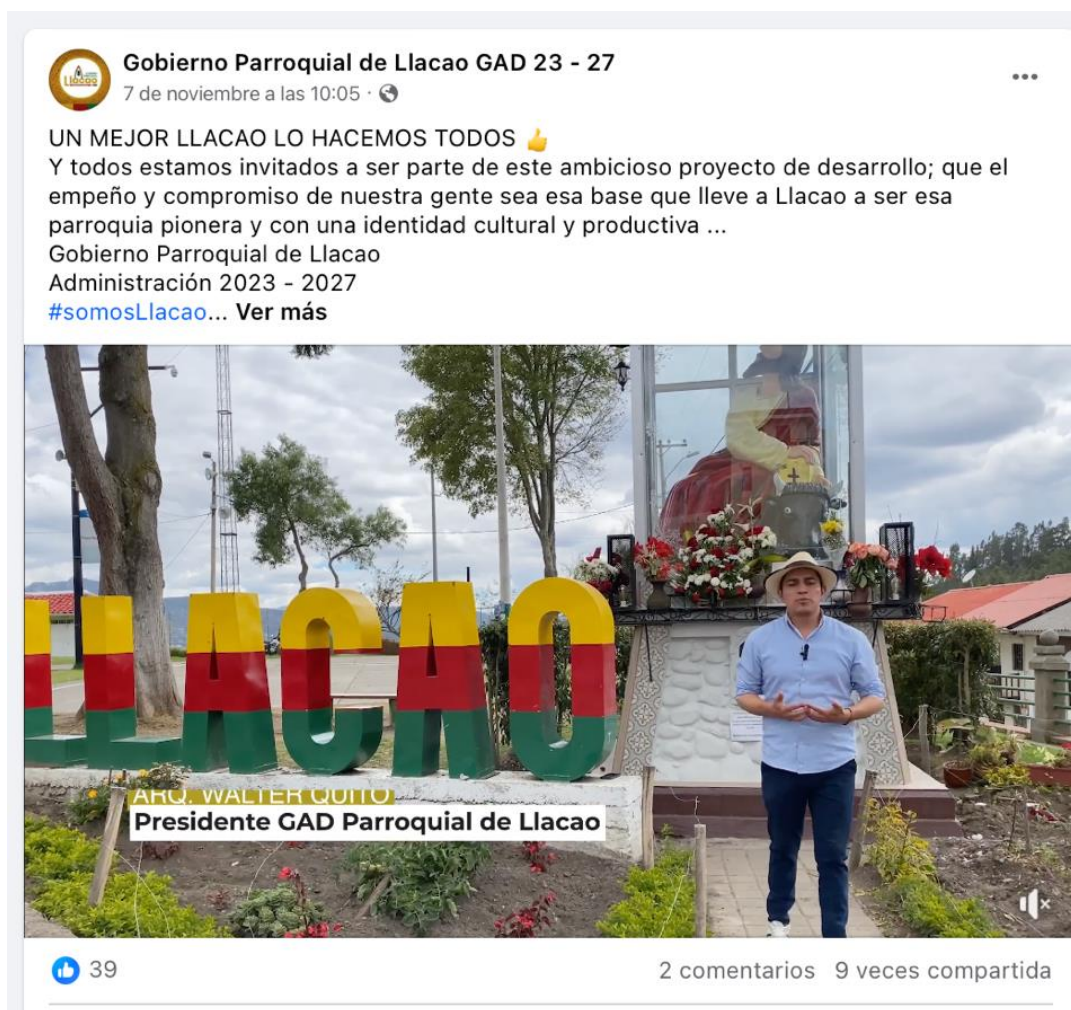 Gobierno Parroquial de Llacao GAD 23 - 27
7 de noviembre a las 10:05 ·
UN MEJOR LLACAO LO HACEMOS TODOS 👍
Y todos estamos invitados a ser parte de este ambicioso proyecto de desarrollo; que el
empeño y compromiso de nuestra gente sea esa base que lleve a Llacao a ser esa
parroquia pionera y con una identidad cultural y productiva ...
Gobierno Parroquial de Llacao
Administración 2023 - 2027
#somosLlacao... Ver más
LLACAO
ARQ. WALTER QUITO
Presidente GAD Parroquial de Llacao
39
2 comentarios 9 veces compartida